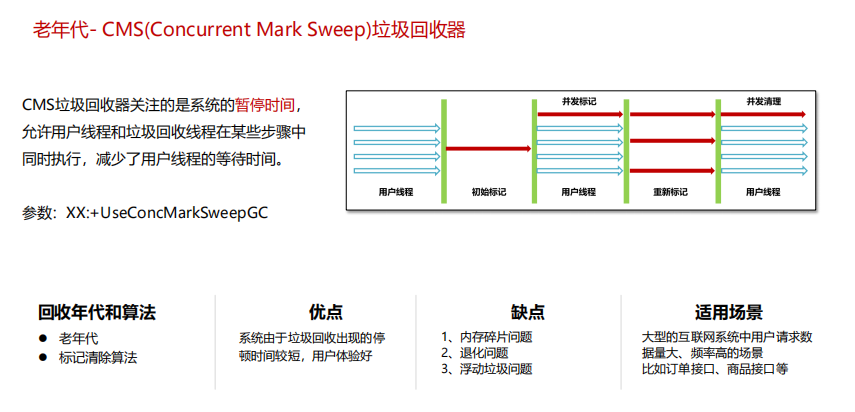 老年代- CMS(Concurrent Mark Sweep)垃圾回收器
CMS垃圾回收器关注的是系统的暂停时间，
允许用户线程和垃圾回收线程在某些步骤中
同时执行，减少了用户线程的等待时间。
参数：XX:+UseConcMarkSweepGC
并发标记
并发清理
用户线程
初始标记
用户线程
重新标记
用户线程
回收年代和算法
● 老年代
● 标记清除算法
优点
系统由于垃圾回收出现的停
顿时间较短，用户体验好
缺点
1、内存碎片问题
2、退化问题
3、浮动垃圾问题
适用场景
大型的互联网系统中用户请求数
据量大、频率高的场景
比如订单接口、商品接口等